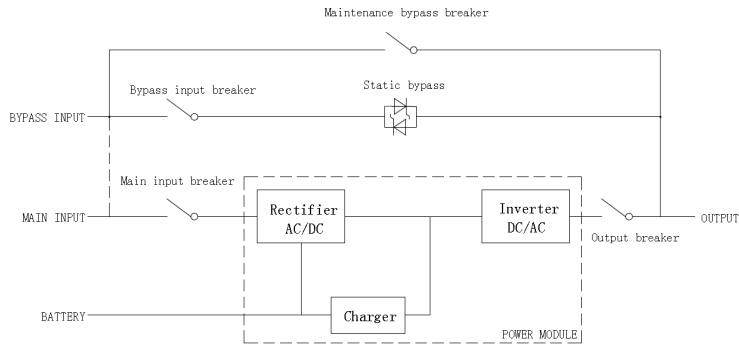 Maintenance bypass breaker
Static bypass
Bypass input breaker
BYPASS INPUT
Main input breaker
Rectifier
AC/DC
Inverter
DC/AC
MAIN INPUT
OUTPUT
Output breaker
BATTERY
Charger
POWER MODULE